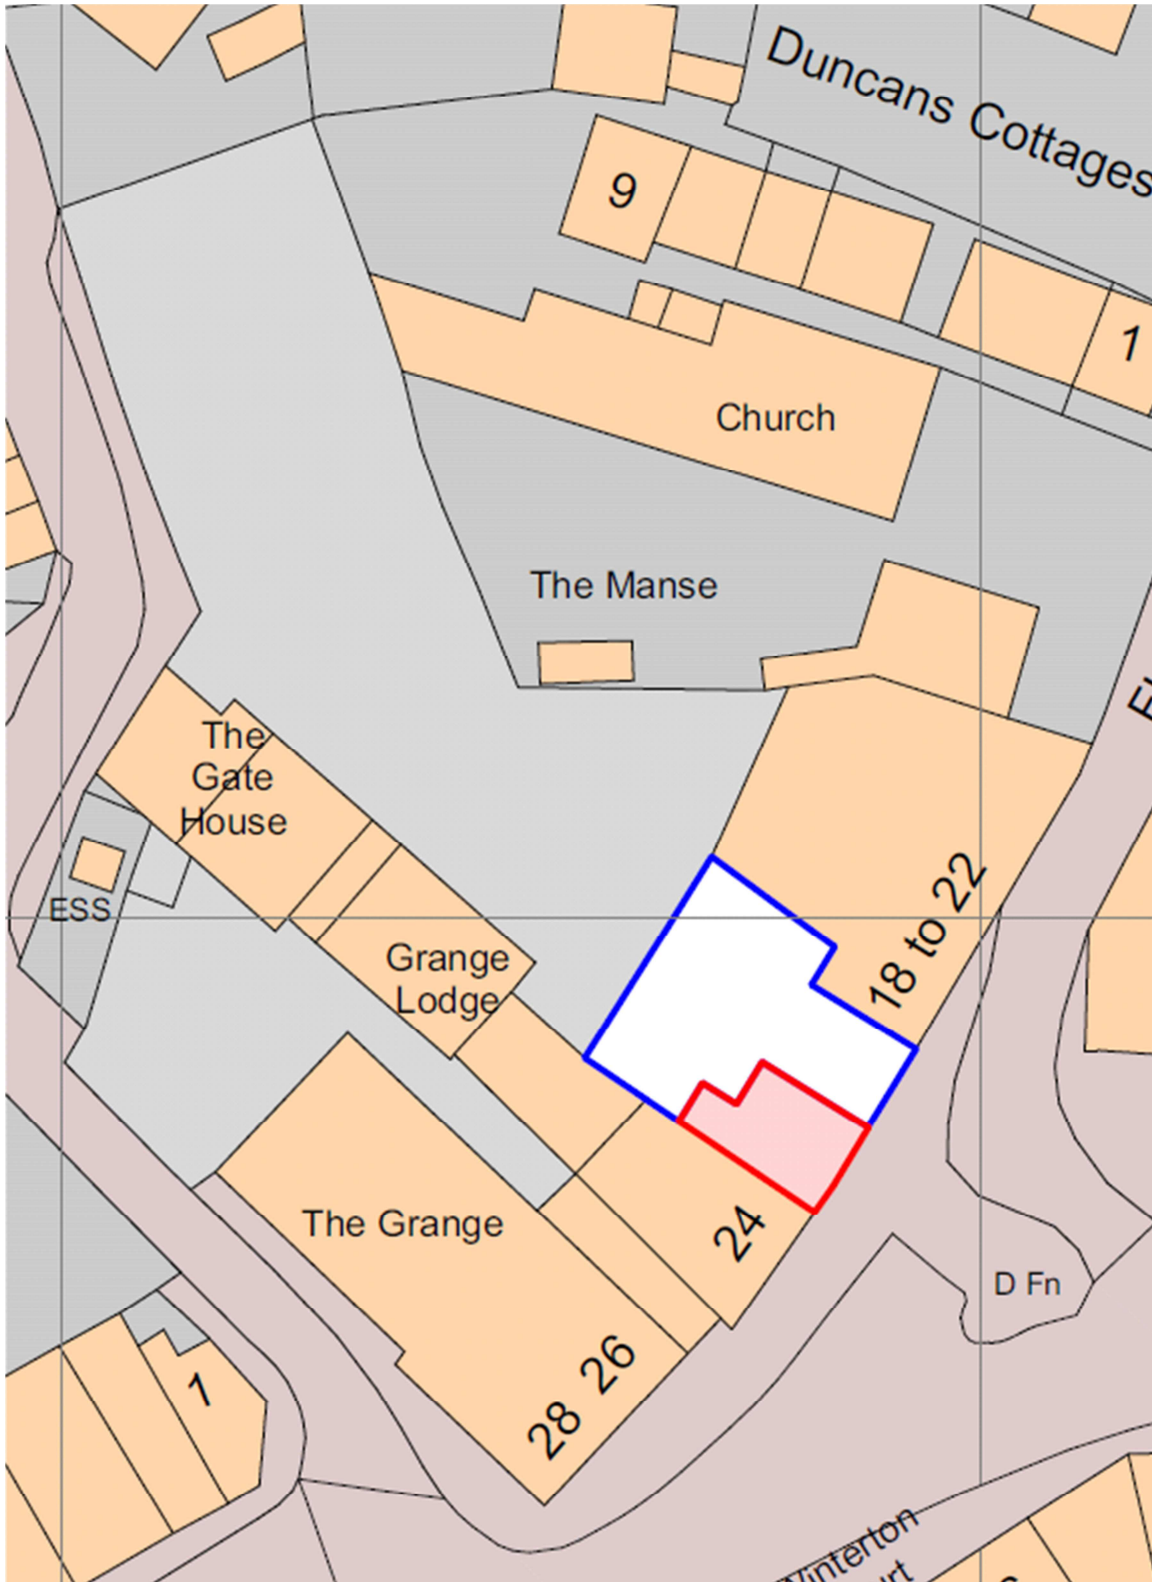 Duncans Cottages
9
1
Church
The Manse
The
Gate
House
ESS
18 to 22
Grange
Lodge
The Grange
24
D Fn
26
28
1